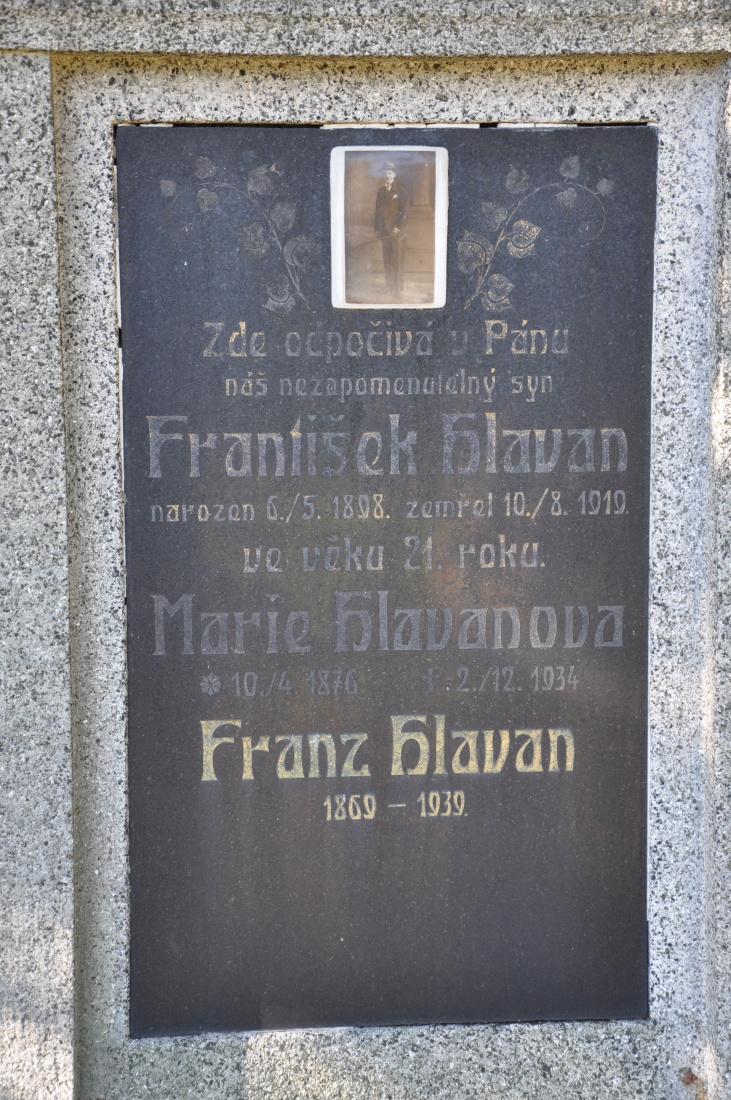 Zde odpočívá v Pánu
náš nezapomenutelný syn
František Hlavan
narozen 6./5. 1898. zemřel 10./8. 1919.
ve věku 21. roku.
Marie Hlavanova
* 10./4. 1876 † 2./12. 1934
Franz Hlavan
1869 – 1939.